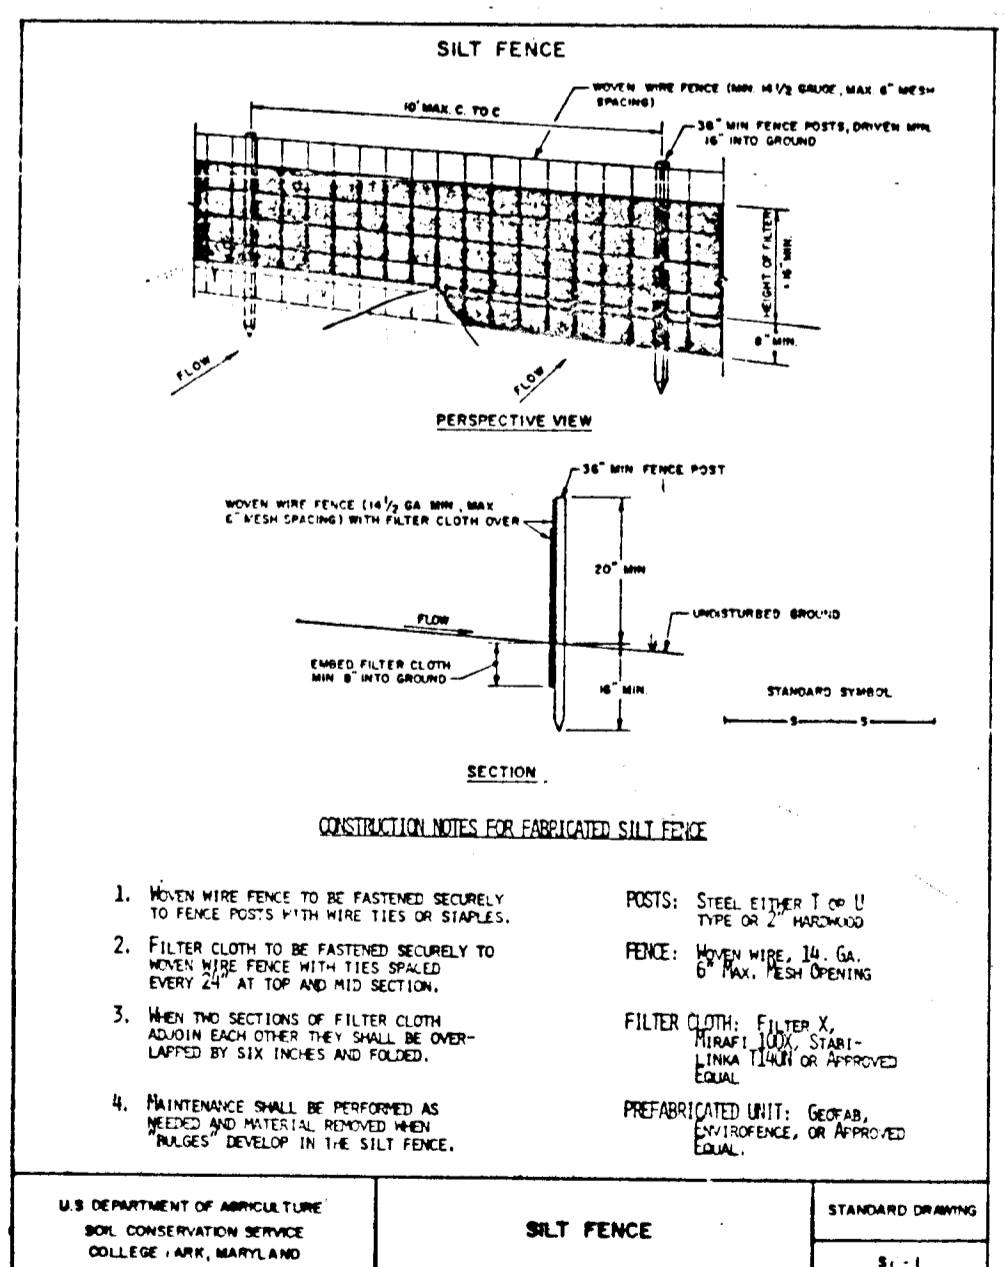 SILT FENCE
WOVEN WIRE FENCE (MIN. 14 1/2 GAUGE, MAX. 6" MESH
SPACING)
10' MAX. C. TO C
36" MIN FENCE POSTS, DRIVEN MIN.
16" INTO GROUND
HEIGHT OF FILTER
16" MIN.
8" MIN.
FLOW
FLOW
PERSPECTIVE VIEW
36" MIN FENCE POST
WOVEN WIRE FENCE (14 1/2 GA MIN, MAX
6" MESH SPACING) WITH FILTER CLOTH OVER
20" MIN
FLOW
UNDISTURBED GROUND
EMBED FILTER CLOTH
MIN 8" INTO GROUND
16" MIN.
STANDARD SYMBOL
S S
SECTION
CONSTRUCTION NOTES FOR FABRICATED SILT FENCE
1. WOVEN WIRE FENCE TO BE FASTENED SECURELY
TO FENCE POSTS WITH WIRE TIES OR STAPLES.
2. FILTER CLOTH TO BE FASTENED SECURELY TO
WOVEN WIRE FENCE WITH TIES SPACED
EVERY 24" AT TOP AND MID SECTION.
3. WHEN TWO SECTIONS OF FILTER CLOTH
ADJOIN EACH OTHER THEY SHALL BE OVER-
LAPPED BY SIX INCHES AND FOLDED.
4. MAINTENANCE SHALL BE PERFORMED AS
NEEDED AND MATERIAL REMOVED WHEN
"BULGES" DEVELOP IN THE SILT FENCE.
POSTS: STEEL EITHER T OR U
TYPE OR 2" HARDWOOD
FENCE: WOVEN WIRE, 14. GA.
6" MAX. MESH OPENING
FILTER CLOTH: FILTER X,
MIRAFI 100X, STABI-
LINKA T140N OR APPROVED
EQUAL
PREFABRICATED UNIT: GEOFAB,
ENVIROFENCE, OR APPROVED
EQUAL.
U.S DEPARTMENT OF AGRICULTURE
SOIL CONSERVATION SERVICE
COLLEGE PARK, MARYLAND
SILT FENCE
STANDARD DRAWING